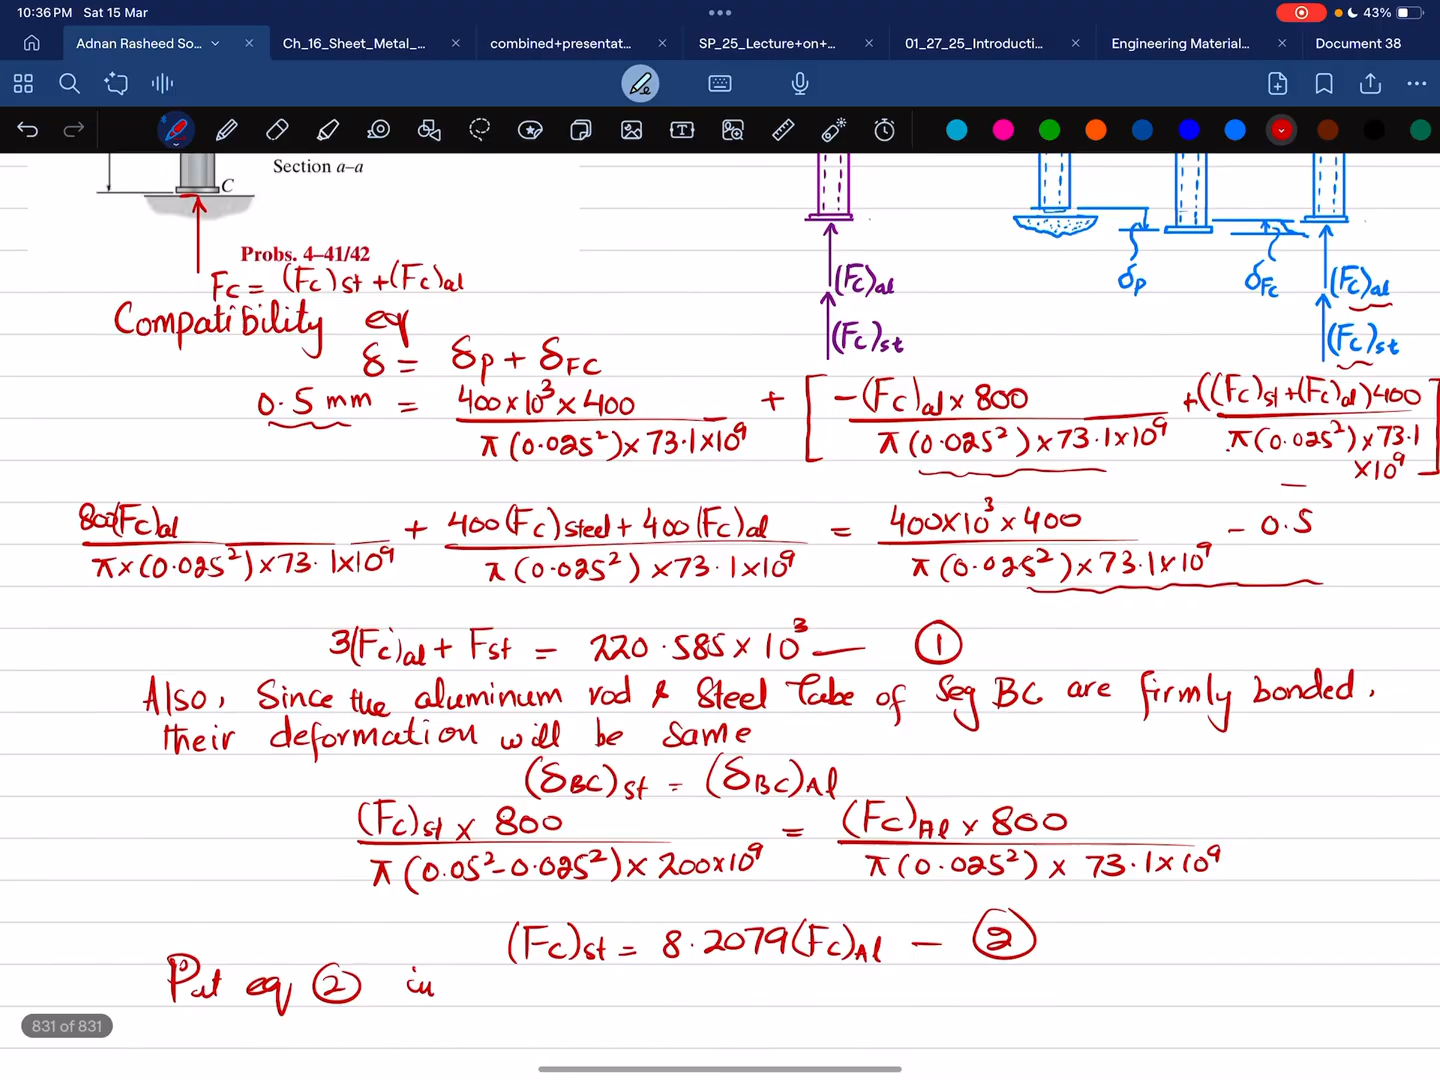 10:36 PM Sat 15 Mar 43%
Adnan Rasheed So... Ch_16_Sheet_Metal_... combined+presentat... SP_25_Lecture+on+... 01_27_25_Introducti... Engineering Material... Document 38
Section a–a
C
Probs. 4–41/42
Fc = (Fc)st + (Fc)al
(Fc)al
(Fc)st
δP
δFc
(Fc)al
(Fc)st
Compatibility eq
δ = δP + δFC
0.5 mm = 400×10³×400 / π(0.025²)×73.1×10⁹ + [ -(Fc)al×800 / π(0.025²)×73.1×10⁹ + ((Fc)st+(Fc)al)400 / π(0.025²)×73.1×10⁹ ]
800(Fc)al / π×(0.025²)×73.1×10⁹ + 400(Fc)steel + 400(Fc)al / π(0.025²)×73.1×10⁹ = 400×10³×400 / π(0.025²)×73.1×10⁹ - 0.5
3(Fc)al + Fst = 220.585×10³ — ①
Also, Since the aluminum rod & Steel Tube of Seg BC are firmly bonded,
their deformation will be same
(δBC)st = (δBC)Al
(Fc)st × 800 / π(0.05²-0.025²)×200×10⁹ = (Fc)Al × 800 / π(0.025²)×73.1×10⁹
(Fc)st = 8.2079(Fc)Al — ②
Put eq ② in
831 of 831